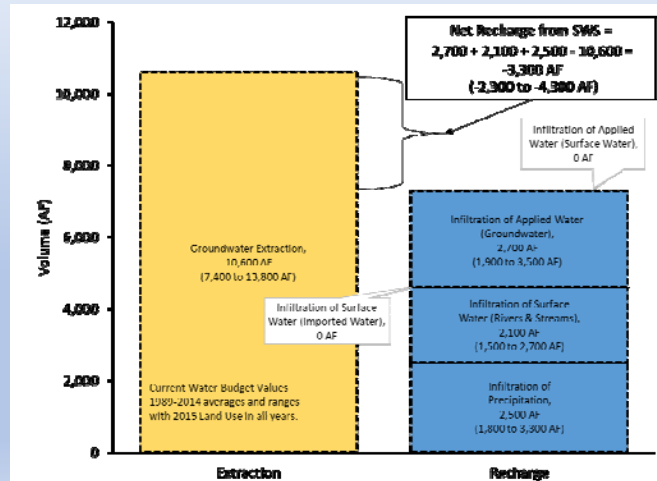 12,000
10,000
8,000
6,000
4,000
2,000
0
Volume (AF)
Net Recharge from SWS =
2,700 + 2,100 + 2,500 - 10,600 =
-3,300 AF
(-2,300 to -4,300 AF)
Infiltration of Applied
Water (Surface Water),
0 AF
Groundwater Extraction,
10,600 AF
(7,400 to 13,800 AF)
Infiltration of Applied Water
(Groundwater),
2,700 AF
(1,900 to 3,500 AF)
Infiltration of Surface
Water (Imported Water),
0 AF
Infiltration of Surface
Water (Rivers & Streams),
2,100 AF
(1,500 to 2,700 AF)
Current Water Budget Values
1989-2014 averages and ranges
with 2015 Land Use in all years.
Infiltration of
Precipitation,
2,500 AF
(1,800 to 3,300 AF)
Extraction
Recharge